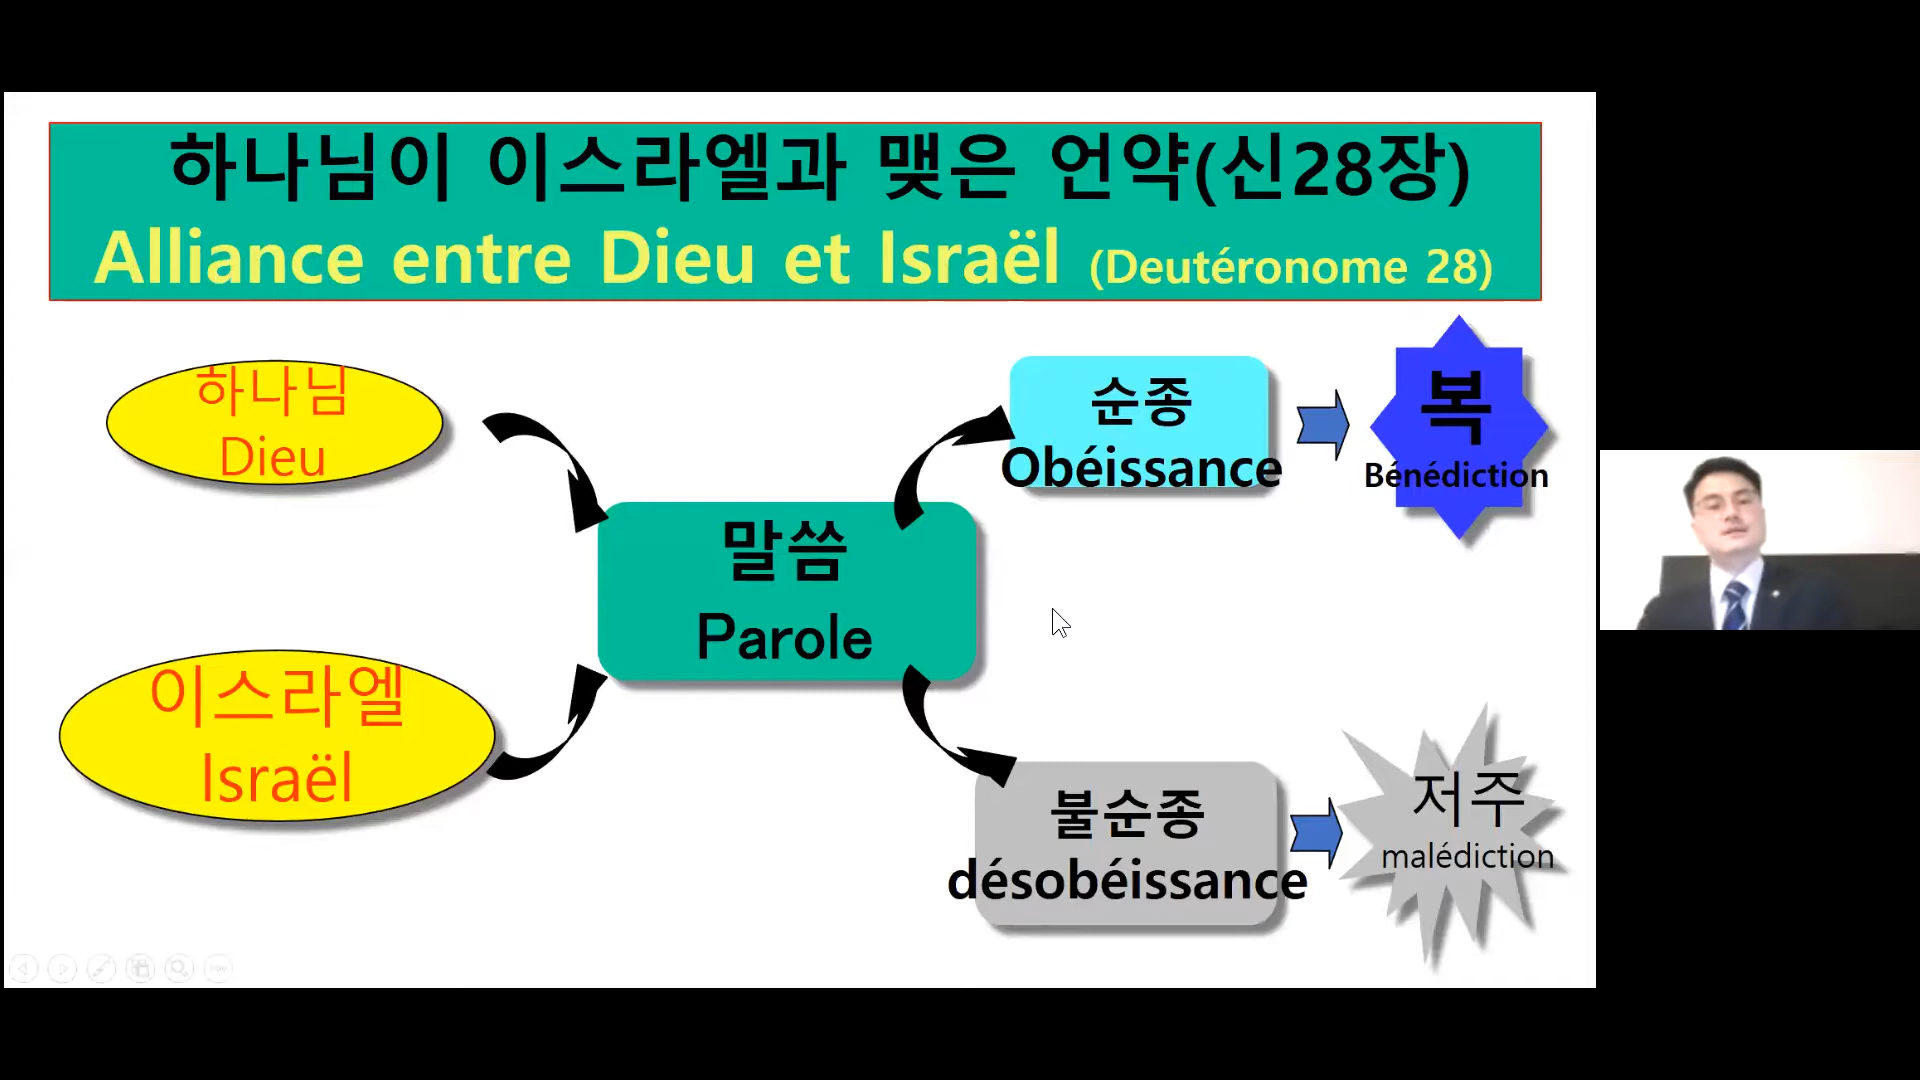 하나님이 이스라엘과 맺은 언약(신28장)
Alliance entre Dieu et Israël (Deutéronome 28)
하나님
Dieu
이스라엘
Israël
말씀
Parole
순종
Obéissance
복
Bénédiction
불순종
désobéissance
저주
malédiction